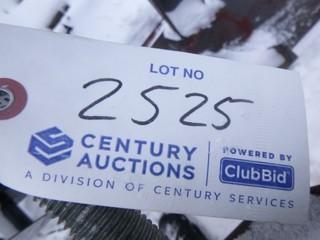 LOT NO
2525
CENTURY AUCTIONS
POWERED BY
ClubBid
A DIVISION OF CENTURY SERVICES